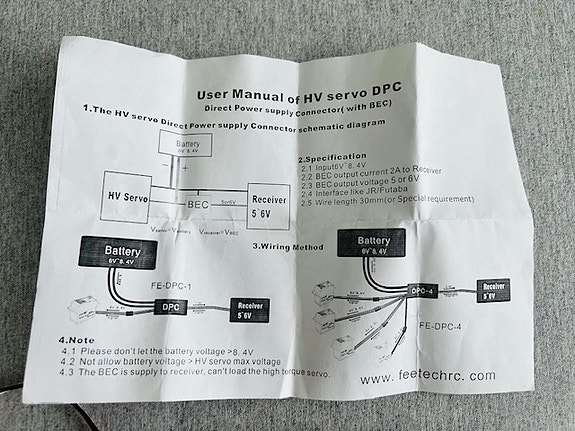 User Manual of HV servo DPC
Direct Power supply Connector( with BEC)
1.The HV servo Direct Power supply Connector schematic diagram
Battery
6V~8. 4V
HV Servo
BEC
5or6V
Receiver
5~6V
Vservo=Vbattery Vreceiver=VBEC
2.Specification
2.1 Input6V~8. 4V
2.2 BEC output current 2A to Receiver
2.3 BEC output voltage 5 or 6V
2.4 Interface like JR/Futaba
2.5 Wire length 30mm(or Special requirement)
3.Wiring Method
Battery
6V~8. 4V
FE-DPC-1
DPC
Receiver
5~6V
Battery
6V~8. 4V
DPC-4
Receiver
5~6V
FE-DPC-4
4.Note
4.1 Please don't let the battery voltage >8. 4V
4.2 Not allow battery voltage > HV servo max voltage
4.3 The BEC is supply to receiver, can't load the high torque servo.
www. feetechrc. com